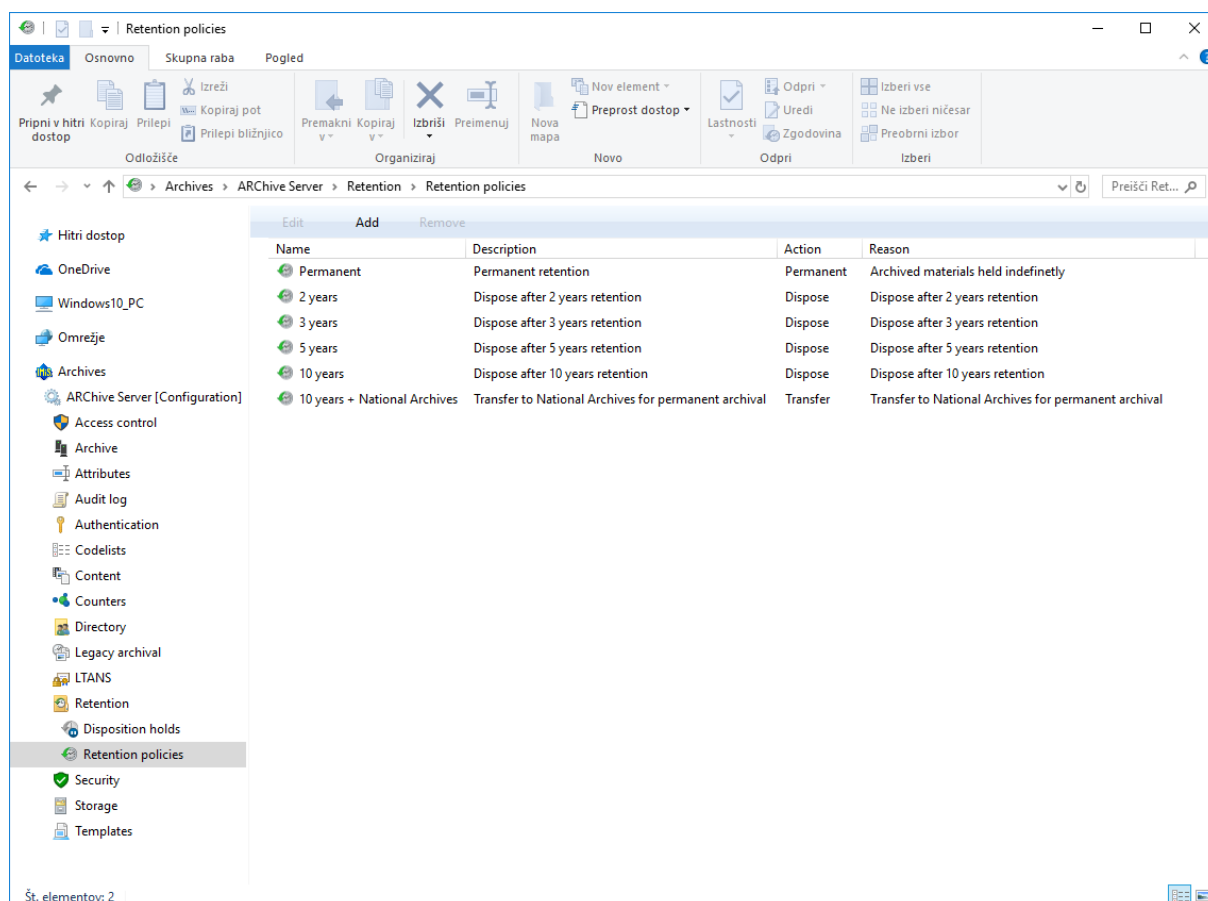 Retention policies
Datoteka Osnovno Skupna raba Pogled
Pripni v hitri dostop
Kopiraj
Prilepi
Izreži
Kopiraj pot
Prilepi bližnjico
Odložišče
Premakni v
Kopiraj v
Izbriši
Preimenuj
Organiziraj
Nova mapa
Nov element
Preprost dostop
Novo
Lastnosti
Odpri
Uredi
Zgodovina
Odpri
Izberi vse
Ne izberi ničesar
Preobrni izbor
Izberi
Archives > ARChive Server > Retention > Retention policies
Preišči Ret...
Hitri dostop
OneDrive
Windows10_PC
Omrežje
Archives
ARChive Server [Configuration]
Access control
Archive
Attributes
Audit log
Authentication
Codelists
Content
Counters
Directory
Legacy archival
LTANS
Retention
Disposition holds
Retention policies
Security
Storage
Templates
Edit Add Remove
Name Description Action Reason
Permanent Permanent retention Permanent Archived materials held indefinetly
2 years Dispose after 2 years retention Dispose Dispose after 2 years retention
3 years Dispose after 3 years retention Dispose Dispose after 3 years retention
5 years Dispose after 5 years retention Dispose Dispose after 5 years retention
10 years Dispose after 10 years retention Dispose Dispose after 10 years retention
10 years + National Archives Transfer to National Archives for permanent archival Transfer Transfer to National Archives for permanent archival
Št. elementov: 2